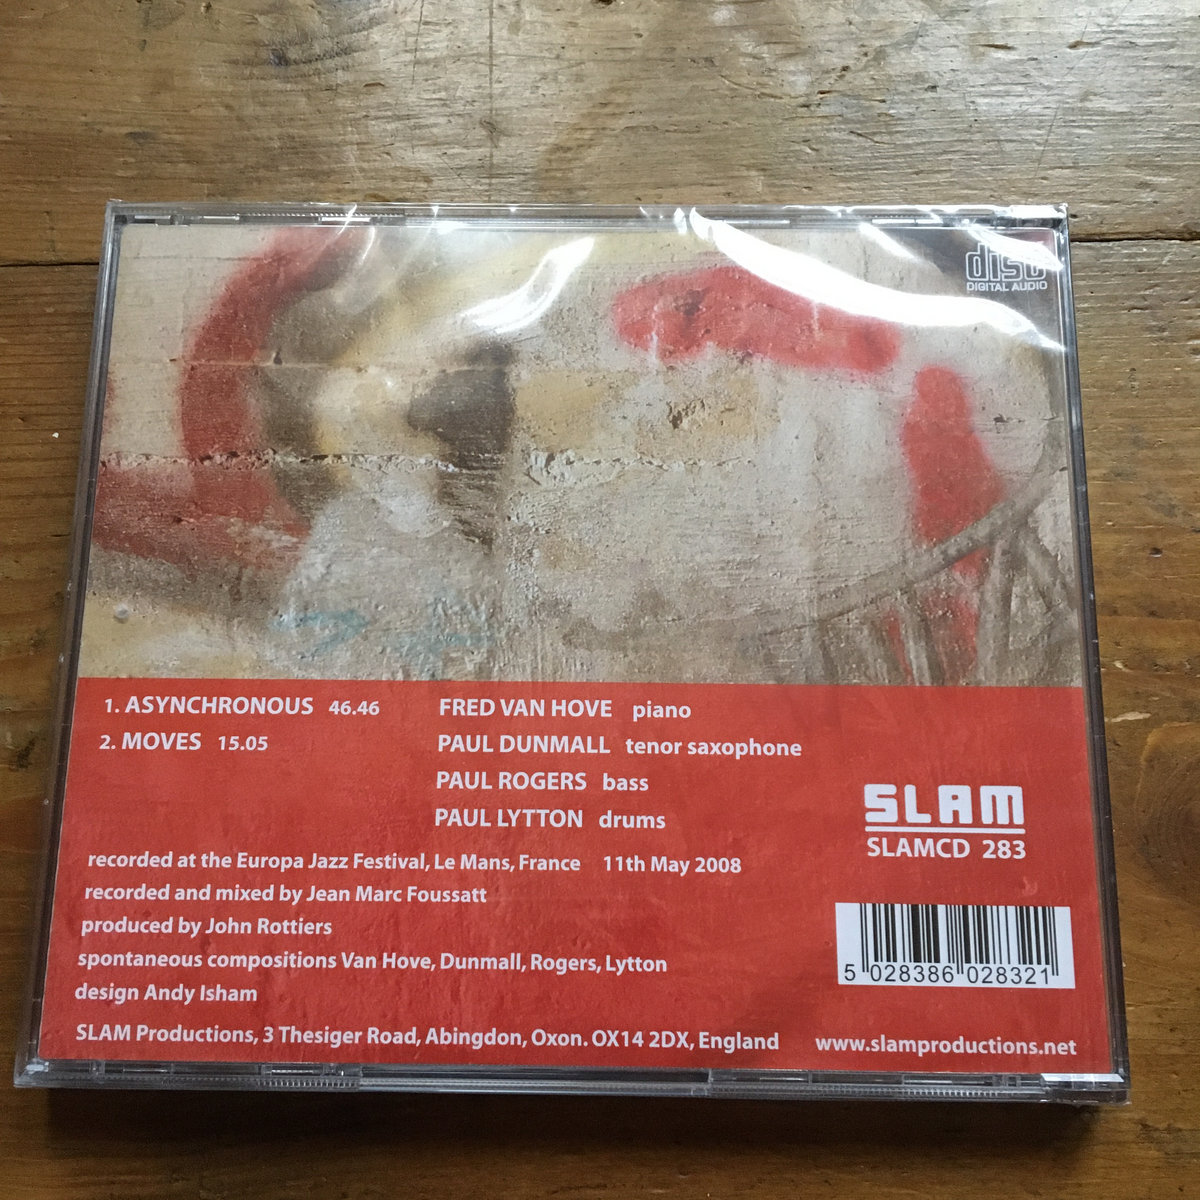 disc
DIGITAL AUDIO
1. ASYNCHRONOUS 46.46
2. MOVES 15.05
FRED VAN HOVE piano
PAUL DUNMALL tenor saxophone
PAUL ROGERS bass
PAUL LYTTON drums
SLAM
SLAMCD 283
recorded at the Europa Jazz Festival, Le Mans, France 11th May 2008
recorded and mixed by Jean Marc Foussatt
produced by John Rottiers
spontaneous compositions Van Hove, Dunmall, Rogers, Lytton
design Andy Isham
5 028386 028321
SLAM Productions, 3 Thesiger Road, Abingdon, Oxon. OX14 2DX, England www.slamproductions.net